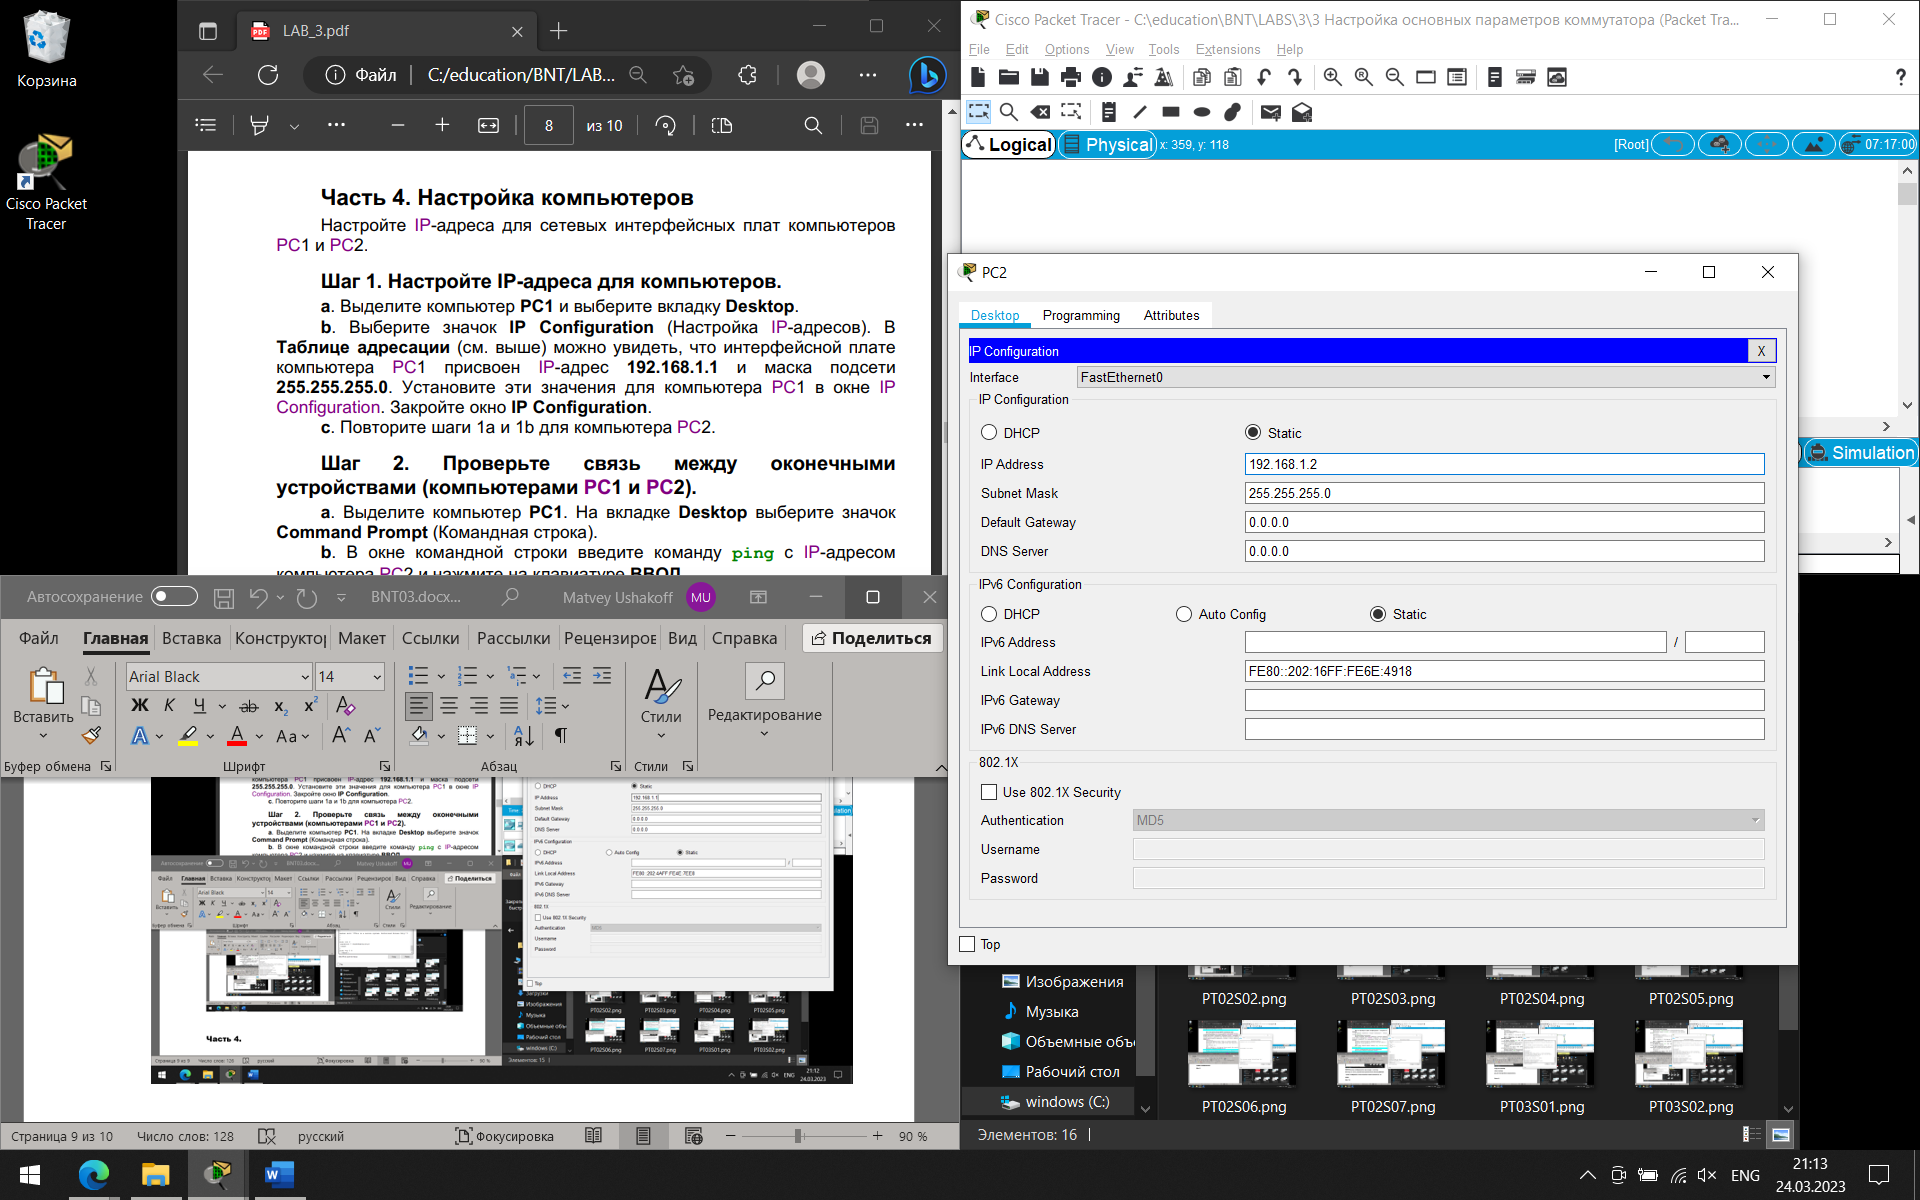 Корзина
Cisco Packet
Tracer
LAB_3.pdf
Файл
C:/education/BNT/LAB...
8
из 10
Часть 4. Настройка компьютеров
Настройте IP-адреса для сетевых интерфейсных плат компьютеров
PC1 и PC2.
Шаг 1. Настройте IP-адреса для компьютеров.
a. Выделите компьютер PC1 и выберите вкладку Desktop.
b. Выберите значок IP Configuration (Настройка IP-адресов). В
Таблице адресации (см. выше) можно увидеть, что интерфейсной плате
компьютера PC1 присвоен IP-адрес 192.168.1.1 и маска подсети
255.255.255.0. Установите эти значения для компьютера PC1 в окне IP
Configuration. Закройте окно IP Configuration.
c. Повторите шаги 1a и 1b для компьютера PC2.
Шаг 2. Проверьте связь между оконечными
устройствами (компьютерами PC1 и PC2).
a. Выделите компьютер PC1. На вкладке Desktop выберите значок
Command Prompt (Командная строка).
b. В окне командной строки введите команду ping с IP-адресом
компьютера PC2 и нажмите на клавиатуре ВВОД
Cisco Packet Tracer - C:\education\BNT\LABS\3\3 Настройка основных параметров коммутатора (Packet Tra...
File Edit Options View Tools Extensions Help
Logical
Physical
x: 359, y: 118
[Root]
07:17:00
Simulation
PC2
Desktop
Programming
Attributes
IP Configuration
X
Interface
FastEthernet0
IP Configuration
DHCP
Static
IP Address
192.168.1.2
Subnet Mask
255.255.255.0
Default Gateway
0.0.0.0
DNS Server
0.0.0.0
IPv6 Configuration
DHCP
Auto Config
Static
IPv6 Address
/
Link Local Address
FE80::202:16FF:FE6E:4918
IPv6 Gateway
IPv6 DNS Server
802.1X
Use 802.1X Security
Authentication
MD5
Username
Password
Top
Автосохранение
BNT03.docx...
Matvey Ushakoff
MU
Файл
Главная
Вставка
Конструктор
Макет
Ссылки
Рассылки
Рецензиров
Вид
Справка
Поделиться
Вставить
Буфер обмена
Arial Black
14
Ж К Ч
Шрифт
Абзац
Стили
Стили
Редактирование
Часть 4.
Страница 9 из 10
Число слов: 128
русский
Фокусировка
90 %
Изображения
Музыка
Объемные объе
Рабочий стол
windows (C:)
PT02S02.png
PT02S03.png
PT02S04.png
PT02S05.png
PT02S06.png
PT02S07.png
PT03S01.png
PT03S02.png
Элементов: 16
ENG
21:13
24.03.2023